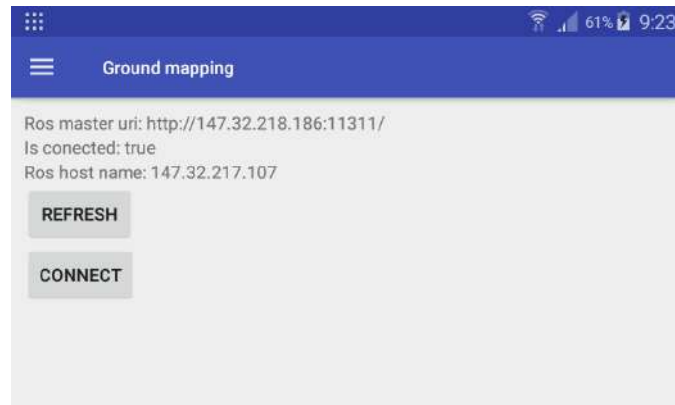 61% 9:23
Ground mapping
Ros master uri: http://147.32.218.186:11311/
Is conected: true
Ros host name: 147.32.217.107
REFRESH
CONNECT